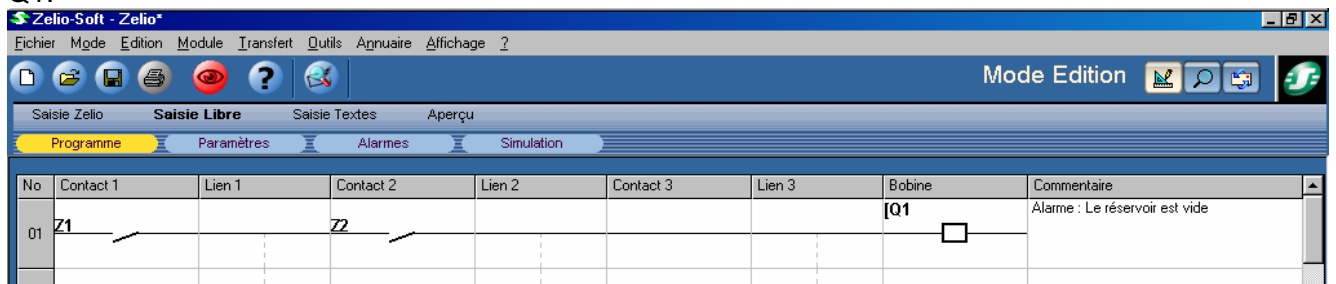 Zelio-Soft - Zelio*
Fichier Mode Edition Module Transfert Outils Annuaire Affichage ?
Mode Edition
Saisie Zelio Saisie Libre Saisie Textes Aperçu
Programme Paramètres Alarmes Simulation
No Contact 1 Lien 1 Contact 2 Lien 2 Contact 3 Lien 3 Bobine Commentaire
01 Z1 Z2 [Q1 Alarme : Le réservoir est vide